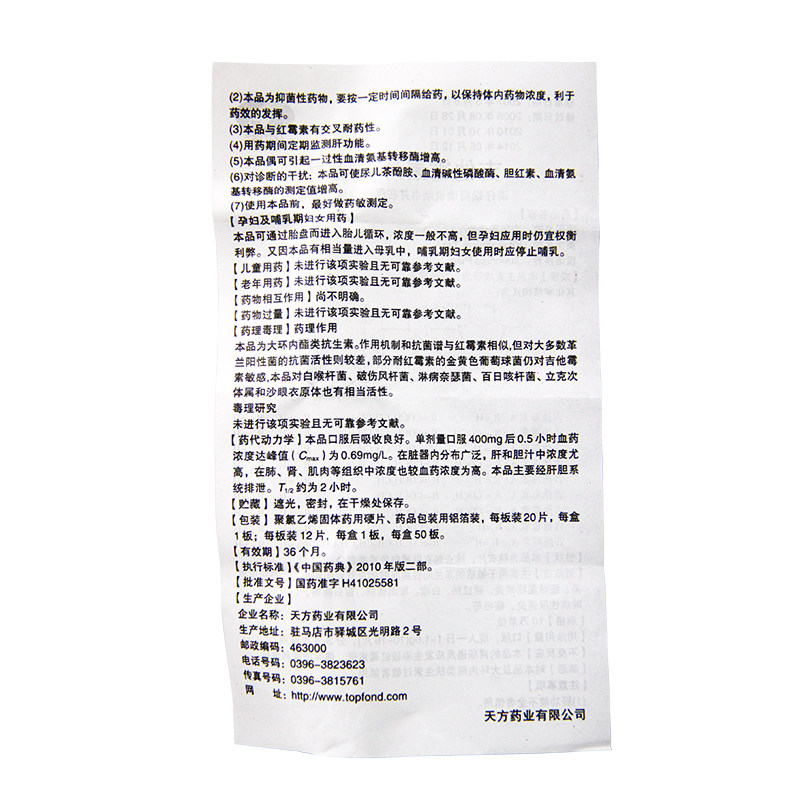 (2)本品为抑菌性药物，要按一定时间间隔给药，以保持体内药物浓度，利于
药效的发挥。
(3)本品与红霉素有交叉耐药性。
(4)用药期间定期监测肝功能。
(5)本品偶可引起一过性血清氨基转移酶增高。
(6)对诊断的干扰：本品可使尿儿茶酚胺、血清碱性磷酸酶、胆红素、血清氨
基转移酶的测定值增高。
(7)使用本品前，最好做药敏测定。
【孕妇及哺乳期妇女用药】
本品可通过胎盘而进入胎儿循环，浓度一般不高，但孕妇应用时仍宜权衡
利弊。又因本品有相当量进入母乳中，哺乳期妇女使用时应停止哺乳。
【儿童用药】未进行该项实验且无可靠参考文献。
【老年用药】未进行该项实验且无可靠参考文献。
【药物相互作用】尚不明确。
【药物过量】未进行该项实验且无可靠参考文献。
【药理毒理】药理作用
本品为大环内酯类抗生素。作用机制和抗菌谱与红霉素相似，但对大多数革
兰阳性菌的抗菌活性则较差，部分耐红霉素的金黄色葡萄球菌仍对吉他霉
素敏感，本品对白喉杆菌、破伤风杆菌、淋病奈瑟菌、百日咳杆菌、立克次
体属和沙眼衣原体也有相当活性。
毒理研究
未进行该项实验且无可靠参考文献。
【药代动力学】本品口服后吸收良好。单剂量口服400mg后0.5小时血药
浓度达峰值（Cmax）为0.69mg/L。在脏器内分布广泛，肝和胆汁中浓度尤
高，在肺、肾、肌肉等组织中浓度也较血药浓度为高。本品主要经肝胆系
统排泄。T1/2约为2小时。
【贮藏】遮光，密封，在干燥处保存。
【包装】聚氯乙烯固体药用硬片、药品包装用铝箔装，每板装20片，每盒
1板；每板装12片，每盒1板，每盒50板。
【有效期】36个月。
【执行标准】《中国药典》2010年版二部。
【批准文号】国药准字H41025581
【生产企业】
企业名称：天方药业有限公司
生产地址：驻马店市驿城区光明路2号
邮政编码：463000
电话号码：0396-3823623
传真号码：0396-3815761
网 址：http://www.topfond.com
天方药业有限公司